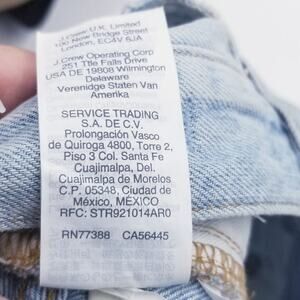 J.Crew U.K. Limited
100 New Bridge Street
London, EC4V 6JA
J.Crew Operating Corp
251 Ttle Falls Drive
USA DE 19808 Wilmington
Delaware
Verenidge Staten Van
Amerika
SERVICE TRADING
S.A. DE C.V.
Prolongación Vasco
de Quiroga 4800, Torre 2,
Piso 3 Col. Santa Fe
Cuajimalpa, Del.
Cuajimalpa de Morelos
C.P. 05348, Ciudad de
México, MÉXICO
RFC: STR921014AR0
RN77388 CA56445